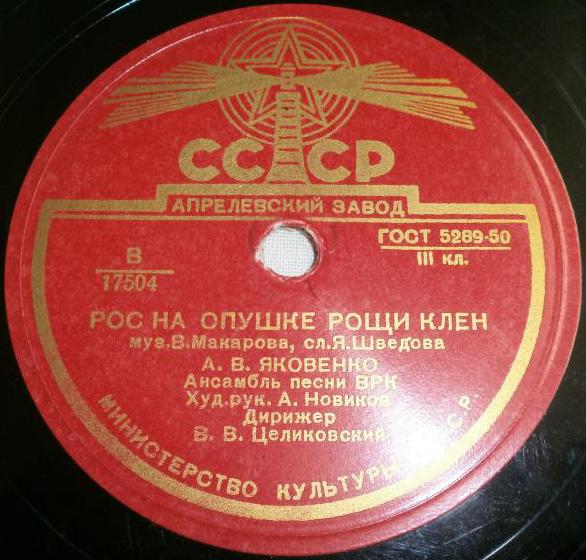 СССР
АПРЕЛЕВСКИЙ ЗАВОД
ГОСТ 5289-50
III кл.
В
17504
РОС НА ОПУШКЕ РОЩИ КЛЕН
муз.В.Макарова, сл.Я.Шведова
А. В. ЯКОВЕНКО
Ансамбль песни ВРК
Худ.рук. А. Новиков
Дирижер
В. В. Целиковский
МИНИСТЕРСТВО КУЛЬТУРЫ СССР